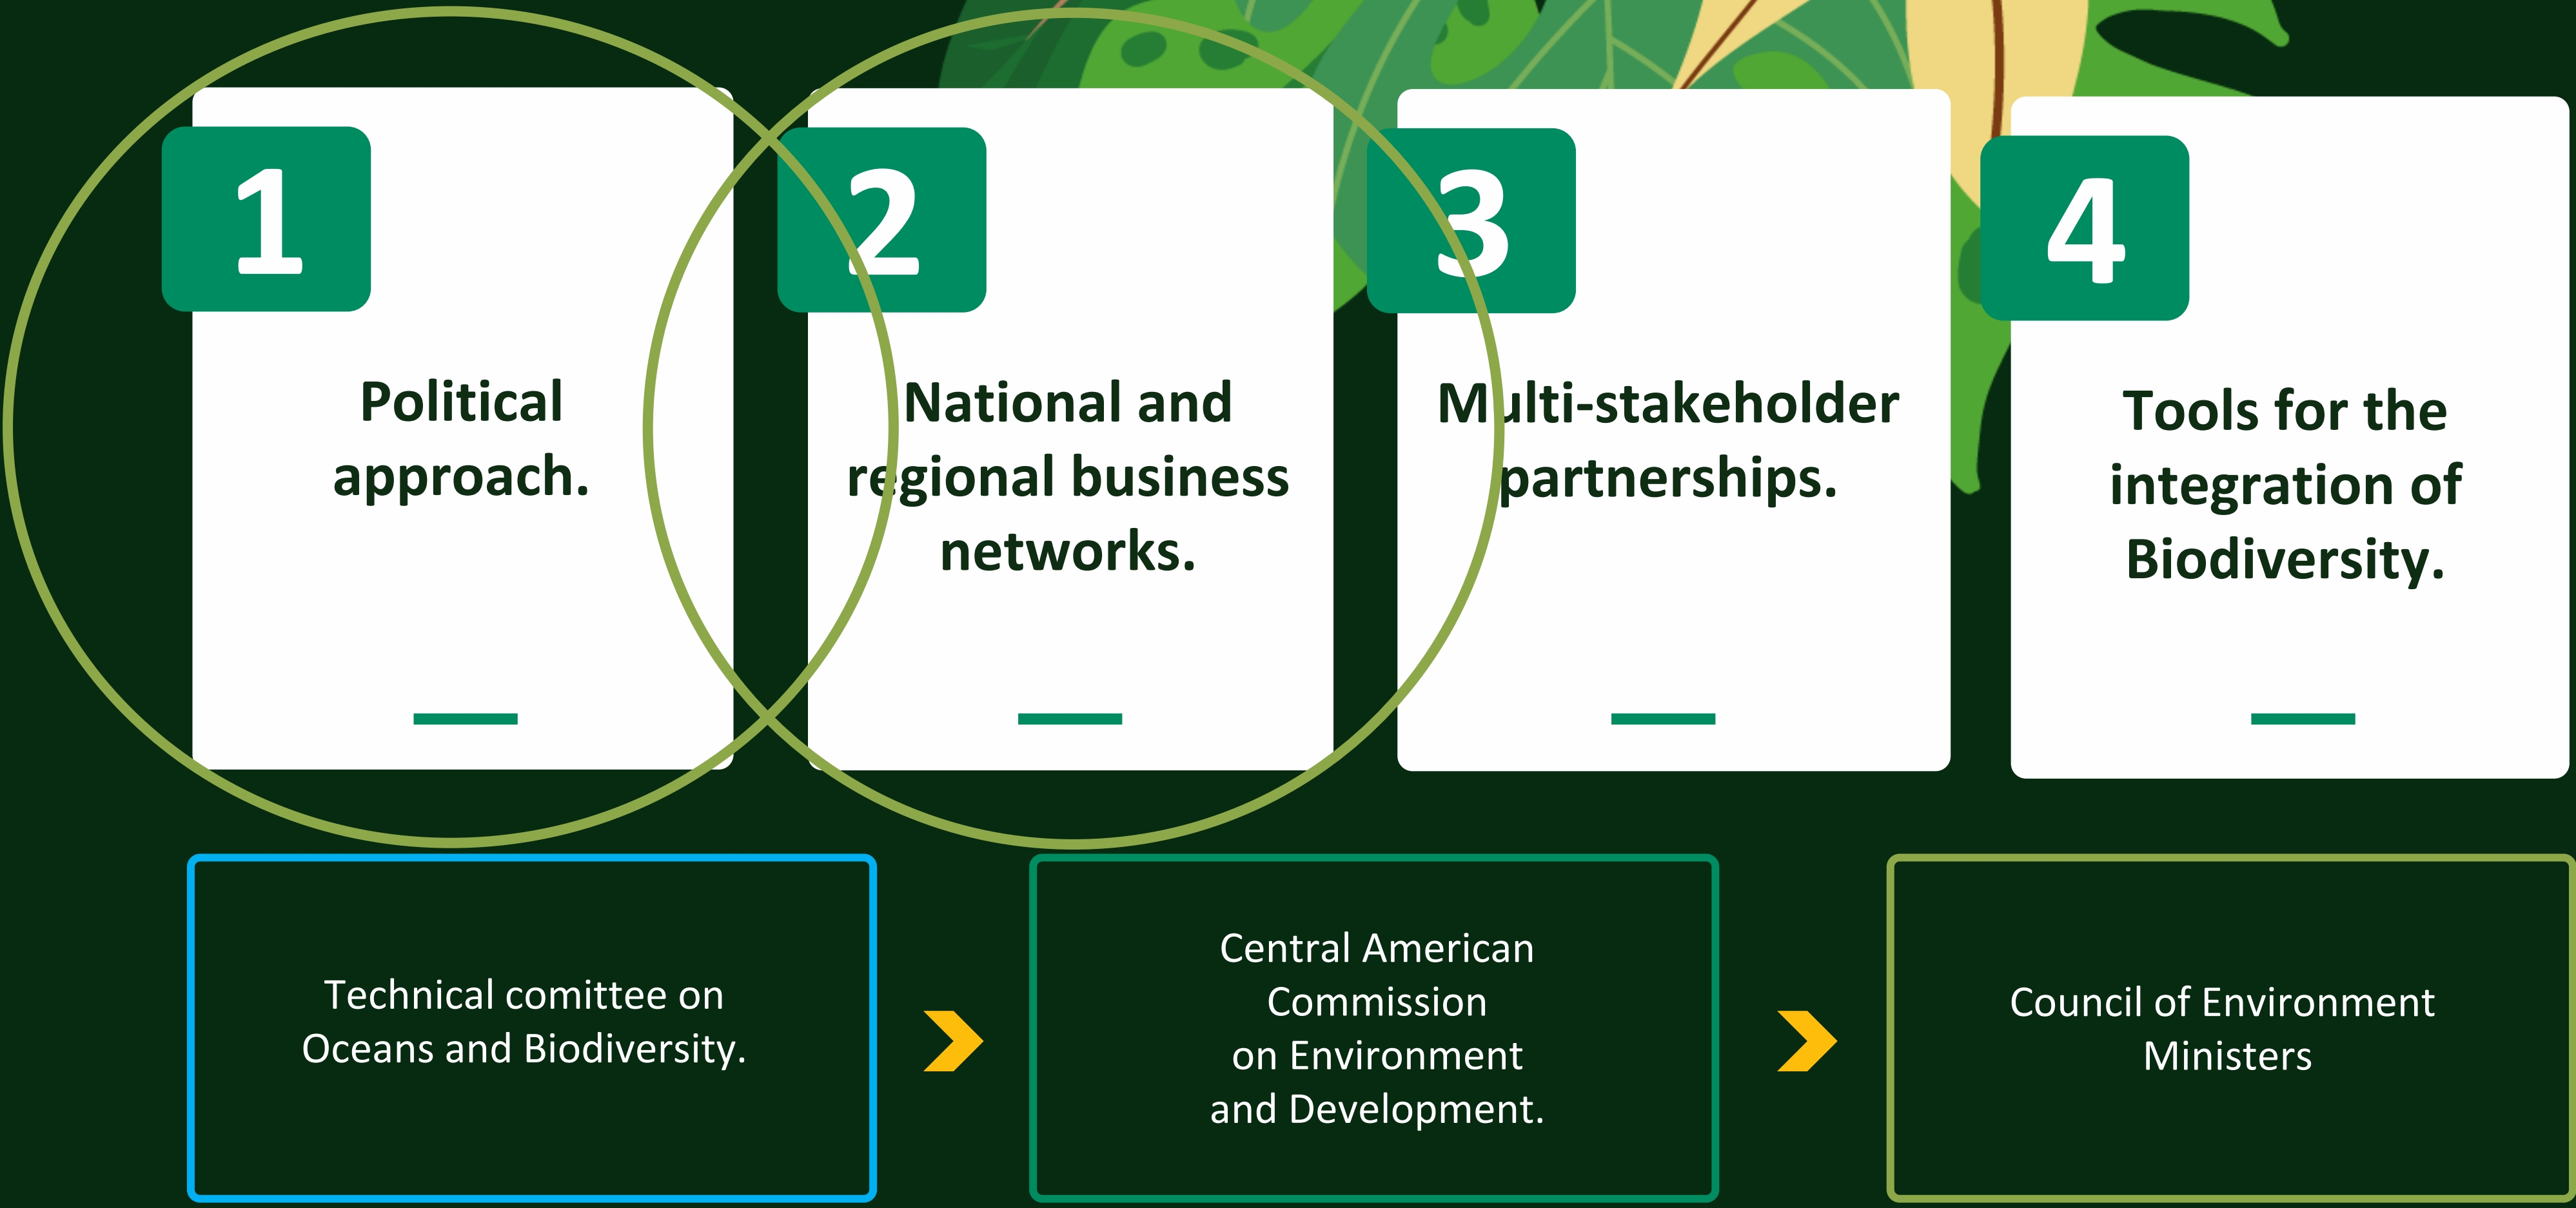 1
Political
approach.
2
National and
regional business
networks.
3
Multi-stakeholder
partnerships.
4
Tools for the
integration of
Biodiversity.
Technical comittee on
Oceans and Biodiversity.
Central American
Commission
on Environment
and Development.
Council of Environment
Ministers